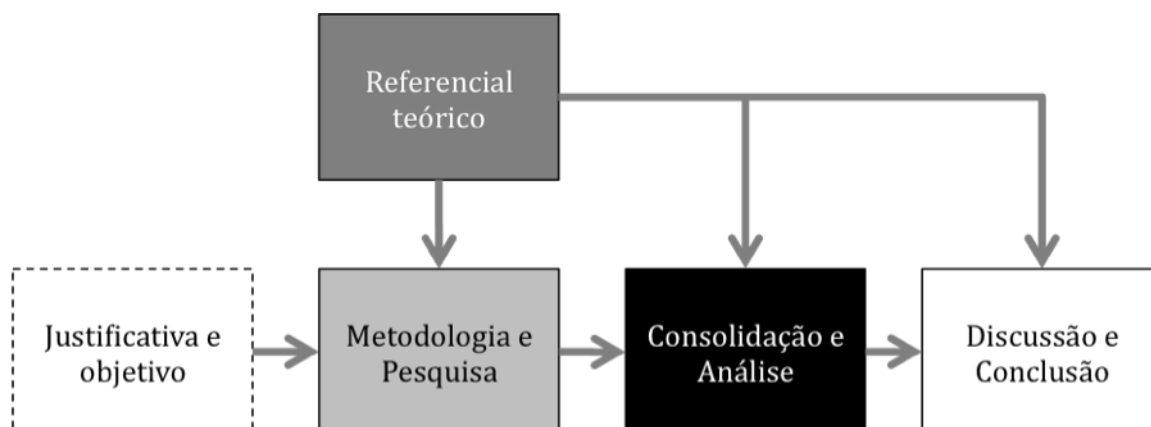 Referencial
teórico
Justificativa e
objetivo
Metodologia e
Pesquisa
Consolidação e
Análise
Discussão e
Conclusão